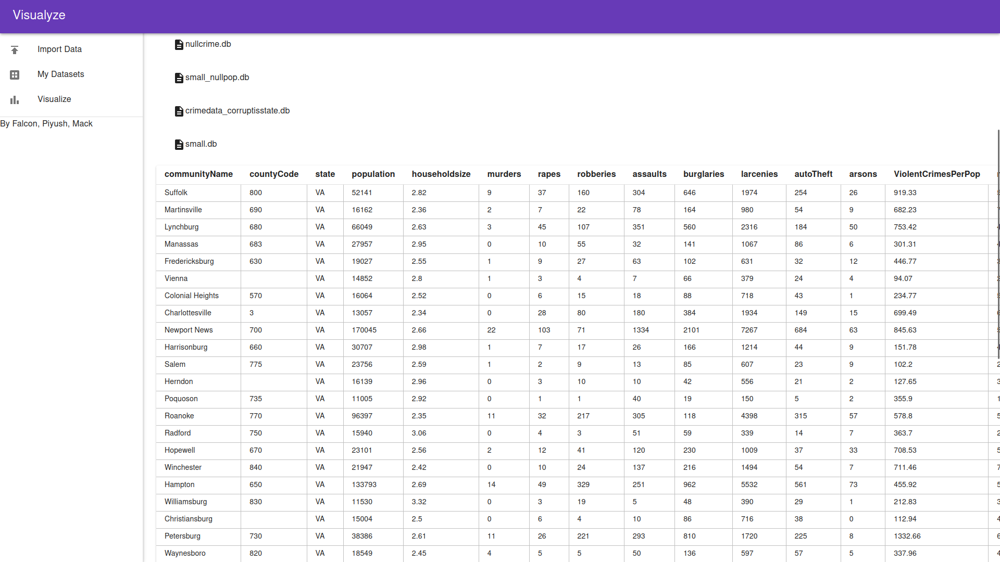 Visualyze
Import Data
My Datasets
Visualize
By Falcon, Piyush, Mack
nullcrime.db
small_nullpop.db
crimedata_corruptisstate.db
small.db
communityName countyCode state population householdsize murders rapes robberies assaults burglaries larcenies autoTheft arsons ViolentCrimesPerPop
Suffolk 800 VA 52141 2.82 9 37 160 304 646 1974 254 26 919.33
Martinsville 690 VA 16162 2.36 2 7 22 78 164 980 54 9 682.23
Lynchburg 680 VA 66049 2.63 3 45 107 351 560 2316 184 50 753.42
Manassas 683 VA 27957 2.95 0 10 55 32 141 1067 86 6 301.31
Fredericksburg 630 VA 19027 2.55 1 9 27 63 102 631 32 12 446.77
Vienna VA 14852 2.8 1 3 4 7 66 379 24 4 94.07
Colonial Heights 570 VA 16064 2.52 0 6 15 18 88 718 43 1 234.77
Charlottesville 3 VA 13057 2.34 0 28 80 180 384 1934 149 15 699.49
Newport News 700 VA 170045 2.66 22 103 71 1334 2101 7267 684 63 845.63
Harrisonburg 660 VA 30707 2.98 1 7 17 26 166 1214 44 9 151.78
Salem 775 VA 23756 2.59 1 2 9 13 85 607 23 9 102.2
Herndon VA 16139 2.96 0 3 10 10 42 556 21 2 127.65
Poquoson 735 VA 11005 2.92 0 1 1 40 19 150 5 2 355.9
Roanoke 770 VA 96397 2.35 11 32 217 305 118 4398 315 57 578.8
Radford 750 VA 15940 3.06 0 4 3 51 59 339 14 7 363.7
Hopewell 670 VA 23101 2.56 2 12 41 120 230 1009 37 33 708.53
Winchester 840 VA 21947 2.42 0 10 24 137 216 1494 54 7 711.46
Hampton 650 VA 133793 2.69 14 49 329 251 962 5532 561 73 455.92
Williamsburg 830 VA 11530 3.32 0 3 19 5 48 390 29 1 212.83
Christiansburg VA 15004 2.5 0 6 4 10 86 716 38 0 112.94
Petersburg 730 VA 38386 2.61 11 26 221 293 810 1720 225 8 1332.66
Waynesboro 820 VA 18549 2.45 4 5 5 50 136 597 57 5 337.96